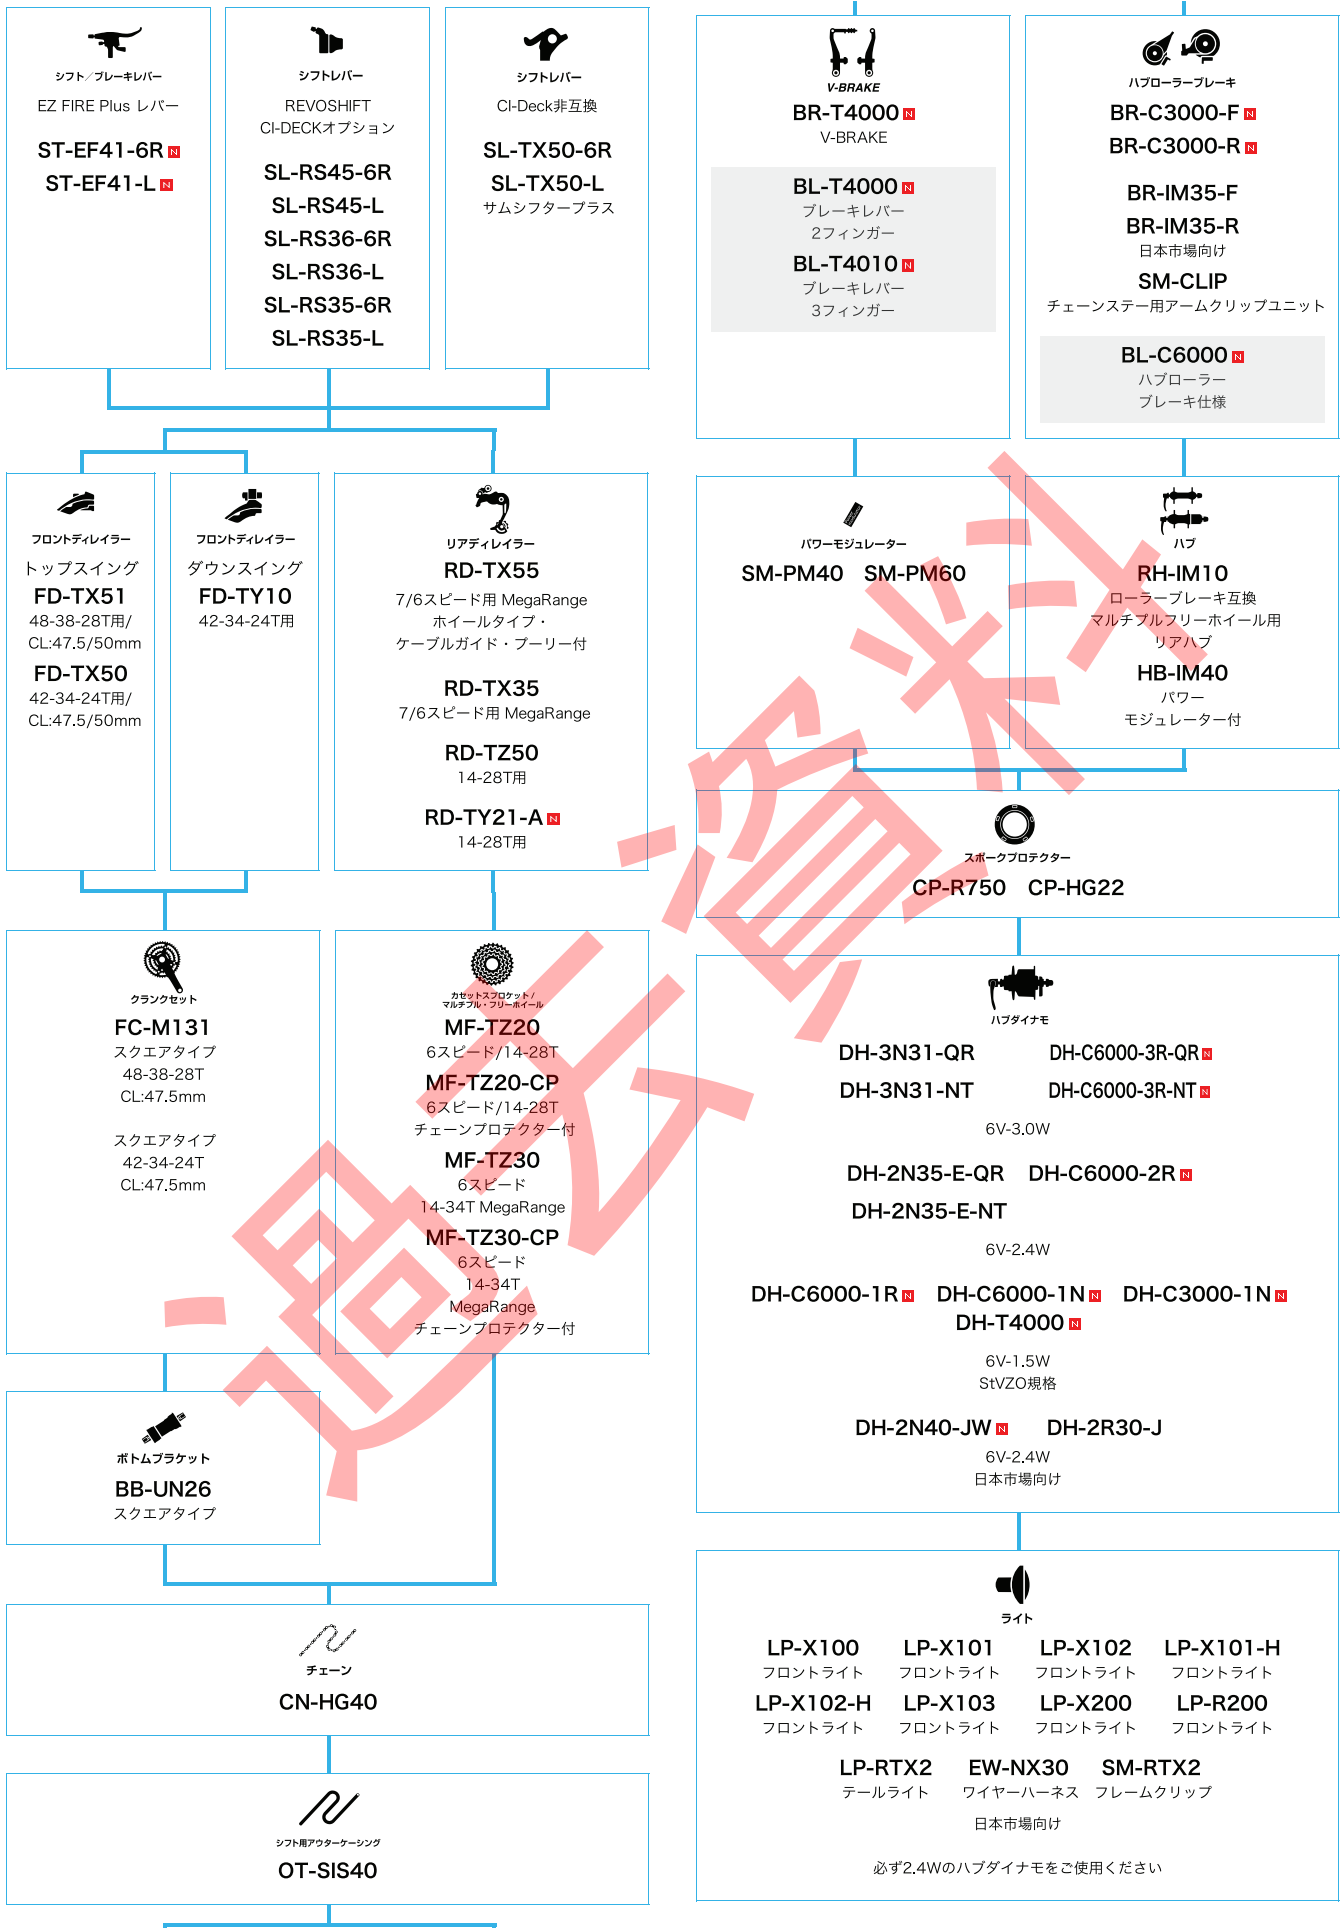 シフト／ブレーキレバー
EZ FIRE Plus レバー
ST-EF41-6R N
ST-EF41-L N
シフトレバー
REVOSHIFT
CI-DECKオプション
SL-RS45-6R
SL-RS45-L
SL-RS36-6R
SL-RS36-L
SL-RS35-6R
SL-RS35-L
シフトレバー
CI-Deck非互換
SL-TX50-6R
SL-TX50-L
サムシフタープラス
フロントディレイラー
トップスイング
FD-TX51
48-38-28T用/
CL:47.5/50mm
FD-TX50
42-34-24T用/
CL:47.5/50mm
フロントディレイラー
ダウンスイング
FD-TY10
42-34-24T用
リアディレイラー
RD-TX55
7/6スピード用 MegaRange
ホイールタイプ・
ケーブルガイド・プーリー付
RD-TX35
7/6スピード用 MegaRange
RD-TZ50
14-28T用
RD-TY21-A N
14-28T用
クランクセット
FC-M131
スクエアタイプ
48-38-28T
CL:47.5mm
スクエアタイプ
42-34-24T
CL:47.5mm
カセットスプロケット /
マルチプル・フリーホイール
MF-TZ20
6スピード/14-28T
MF-TZ20-CP
6スピード/14-28T
チェーンプロテクター付
MF-TZ30
6スピード
14-34T MegaRange
MF-TZ30-CP
6スピード
14-34T
MegaRange
チェーンプロテクター付
ボトムブラケット
BB-UN26
スクエアタイプ
チェーン
CN-HG40
シフト用アウターケーシング
OT-SIS40
V-BRAKE
BR-T4000 N
V-BRAKE
BL-T4000 N
ブレーキレバー
2フィンガー
BL-T4010 N
ブレーキレバー
3フィンガー
ハブローラーブレーキ
BR-C3000-F N
BR-C3000-R N
BR-IM35-F
BR-IM35-R
日本市場向け
SM-CLIP
チェーンステー用アームクリップユニット
BL-C6000 N
ハブローラー
ブレーキ仕様
パワーモジュレーター
SM-PM40 SM-PM60
ハブ
RH-IM10
ローラーブレーキ互換
マルチプルフリーホイール用
リアハブ
HB-IM40
パワー
モジュレーター付
スポークプロテクター
CP-R750 CP-HG22
ハブダイナモ
DH-3N31-QR DH-C6000-3R-QR N
DH-3N31-NT DH-C6000-3R-NT N
6V-3.0W
DH-2N35-E-QR DH-C6000-2R N
DH-2N35-E-NT
6V-2.4W
DH-C6000-1R N DH-C6000-1N N DH-C3000-1N N
DH-T4000 N
6V-1.5W
StVZO規格
DH-2N40-JW N DH-2R30-J
6V-2.4W
日本市場向け
ライト
LP-X100 LP-X101 LP-X102 LP-X101-H
フロントライト フロントライト フロントライト フロントライト
LP-X102-H LP-X103 LP-X200 LP-R200
フロントライト フロントライト フロントライト フロントライト
LP-RTX2 EW-NX30 SM-RTX2
テールライト ワイヤーハーネス フレームクリップ
日本市場向け
必ず2.4Wのハブダイナモをご使用ください
過去資料